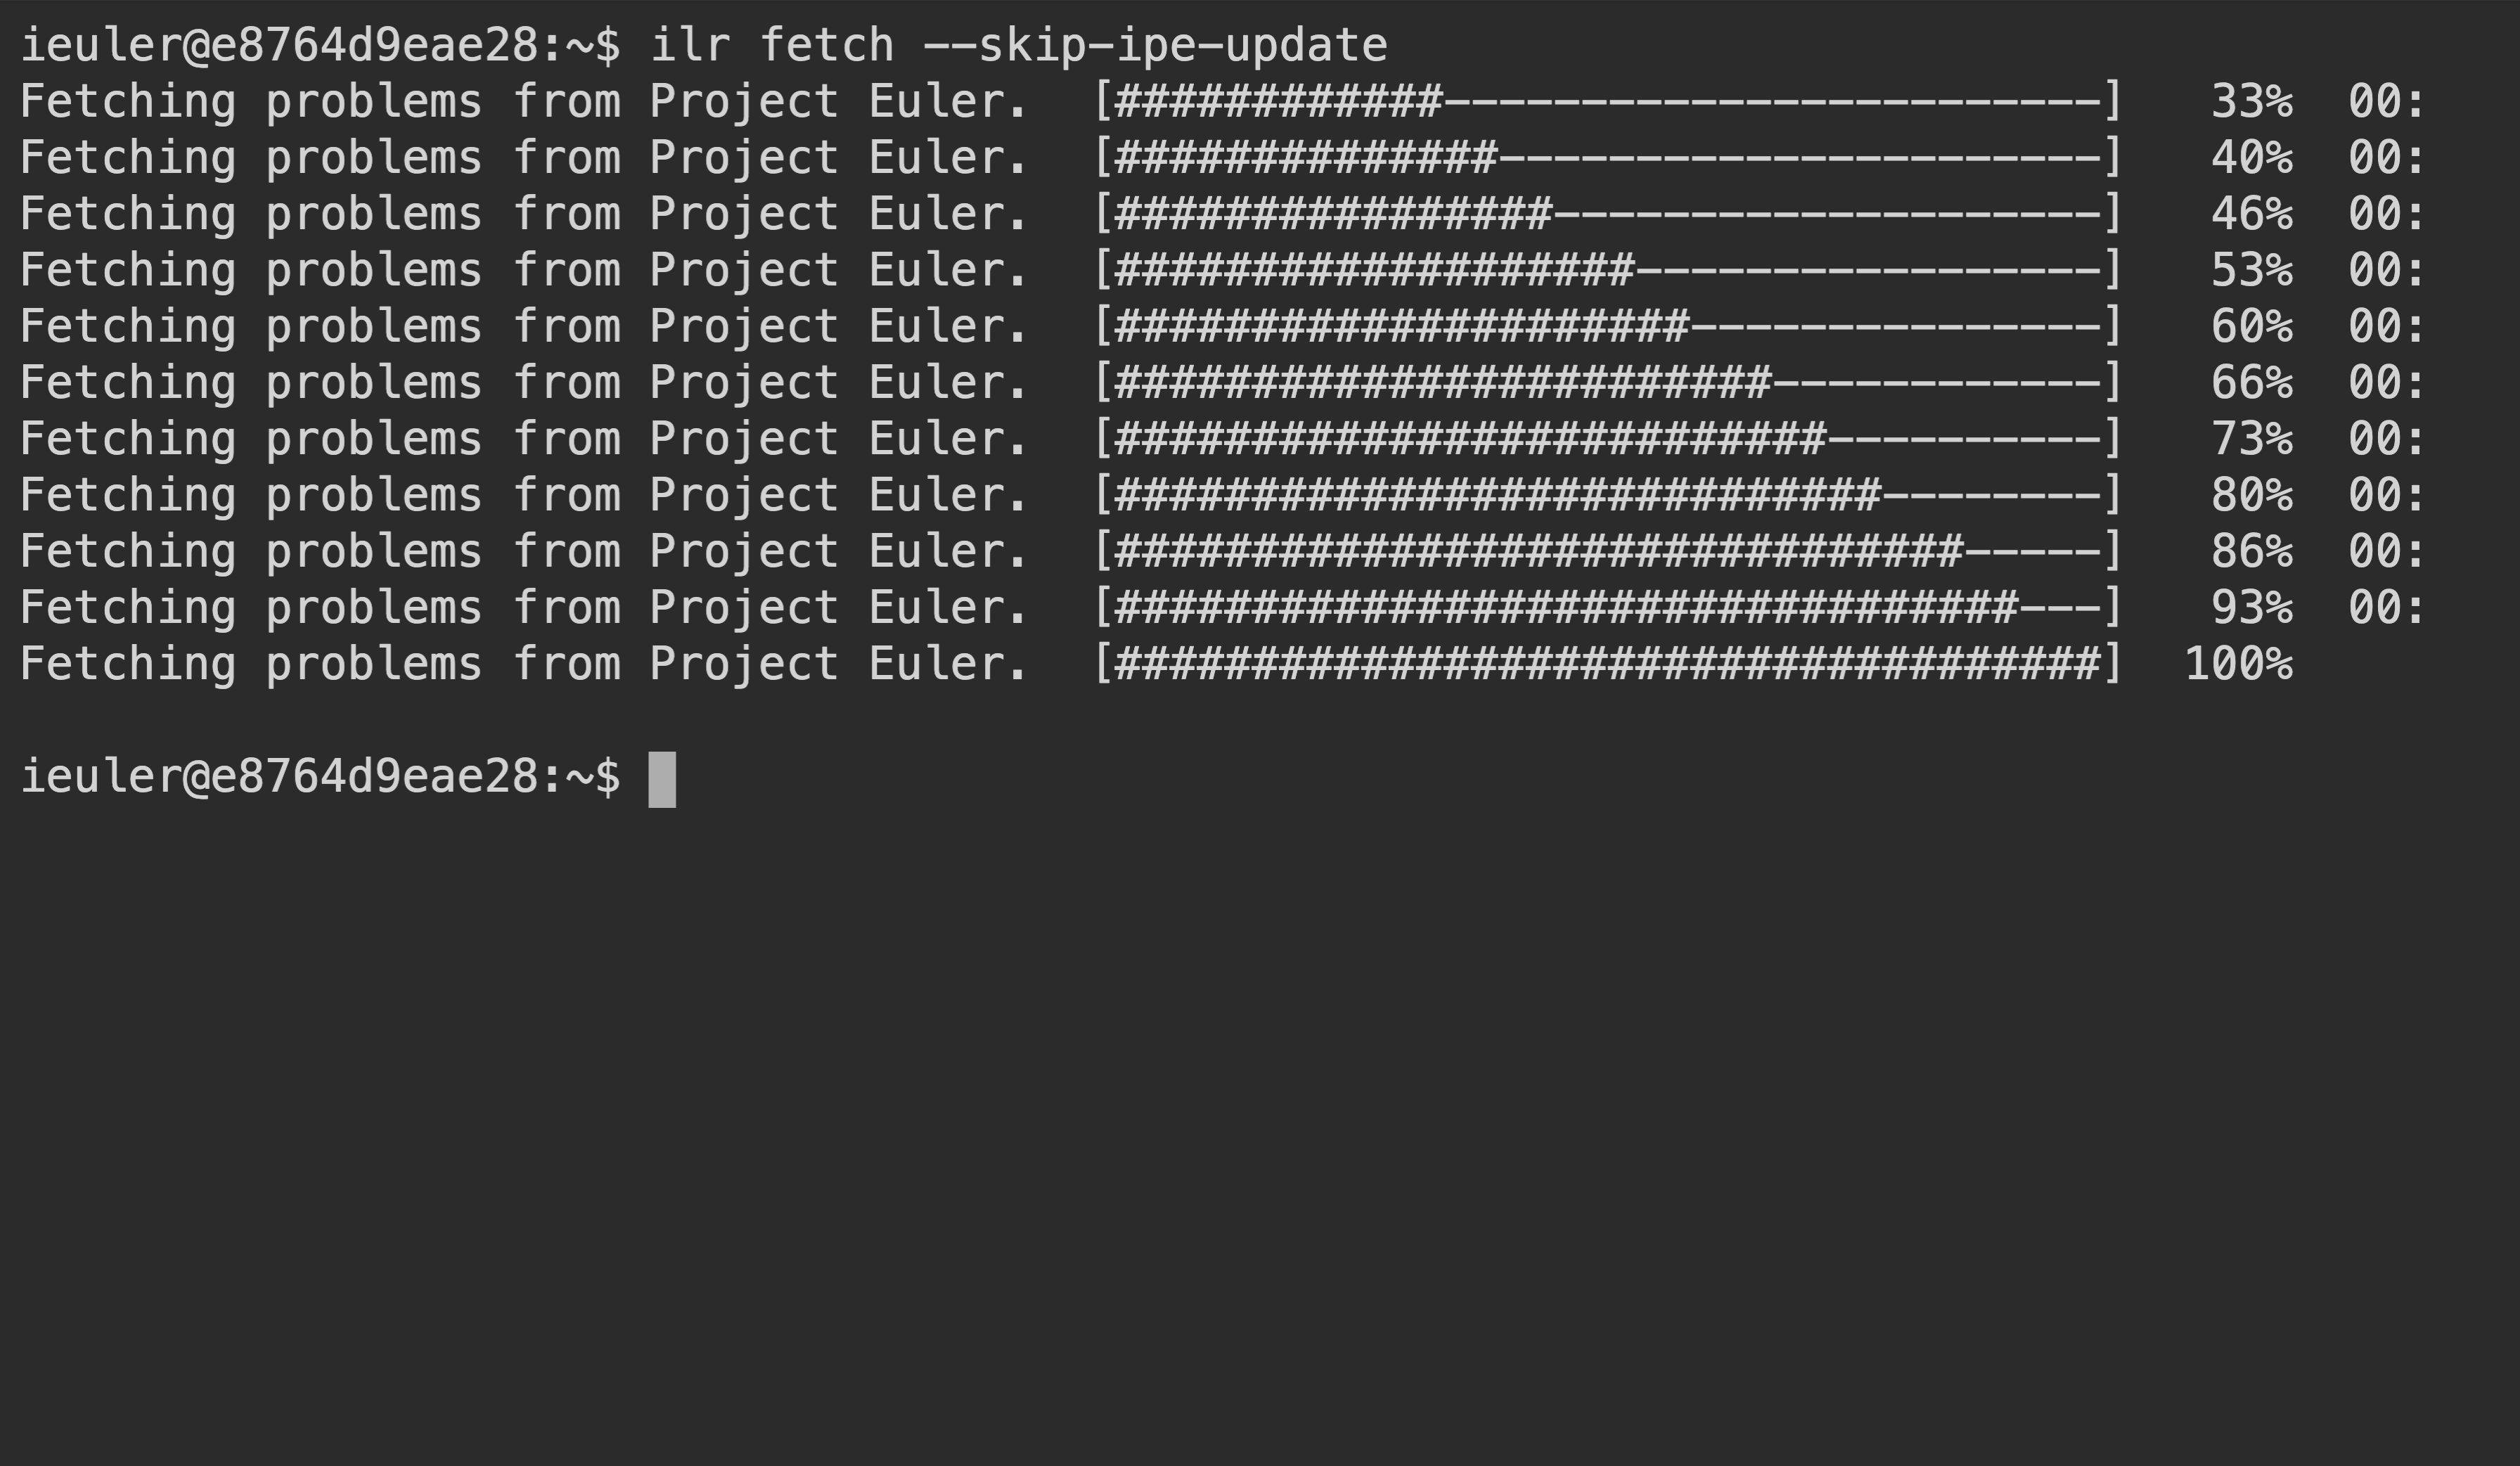 ieuler@e8764d9eae28:~$ ilr fetch --skip-ipe-update
Fetching problems from Project Euler.  [############------------------------]   33%  00:
Fetching problems from Project Euler.  [##############----------------------]   40%  00:
Fetching problems from Project Euler.  [################--------------------]   46%  00:
Fetching problems from Project Euler.  [###################-----------------]   53%  00:
Fetching problems from Project Euler.  [#####################---------------]   60%  00:
Fetching problems from Project Euler.  [########################------------]   66%  00:
Fetching problems from Project Euler.  [##########################----------]   73%  00:
Fetching problems from Project Euler.  [############################--------]   80%  00:
Fetching problems from Project Euler.  [###############################-----]   86%  00:
Fetching problems from Project Euler.  [#################################---]   93%  00:
Fetching problems from Project Euler.  [####################################]  100%
ieuler@e8764d9eae28:~$